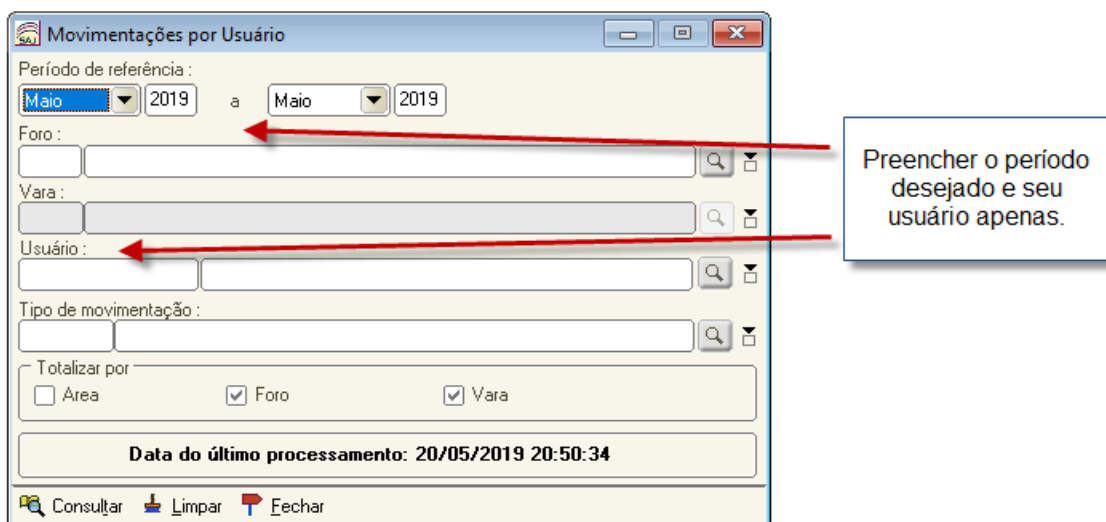 SAJ Movimentações por Usuário
Período de referência :
Maio 2019 a Maio 2019
Foro :
Vara :
Usuário :
Tipo de movimentação :
Totalizar por
Area Foro Vara
Data do último processamento: 20/05/2019 20:50:34
Consultar Limpar Fechar
Preencher o período
desejado e seu
usuário apenas.